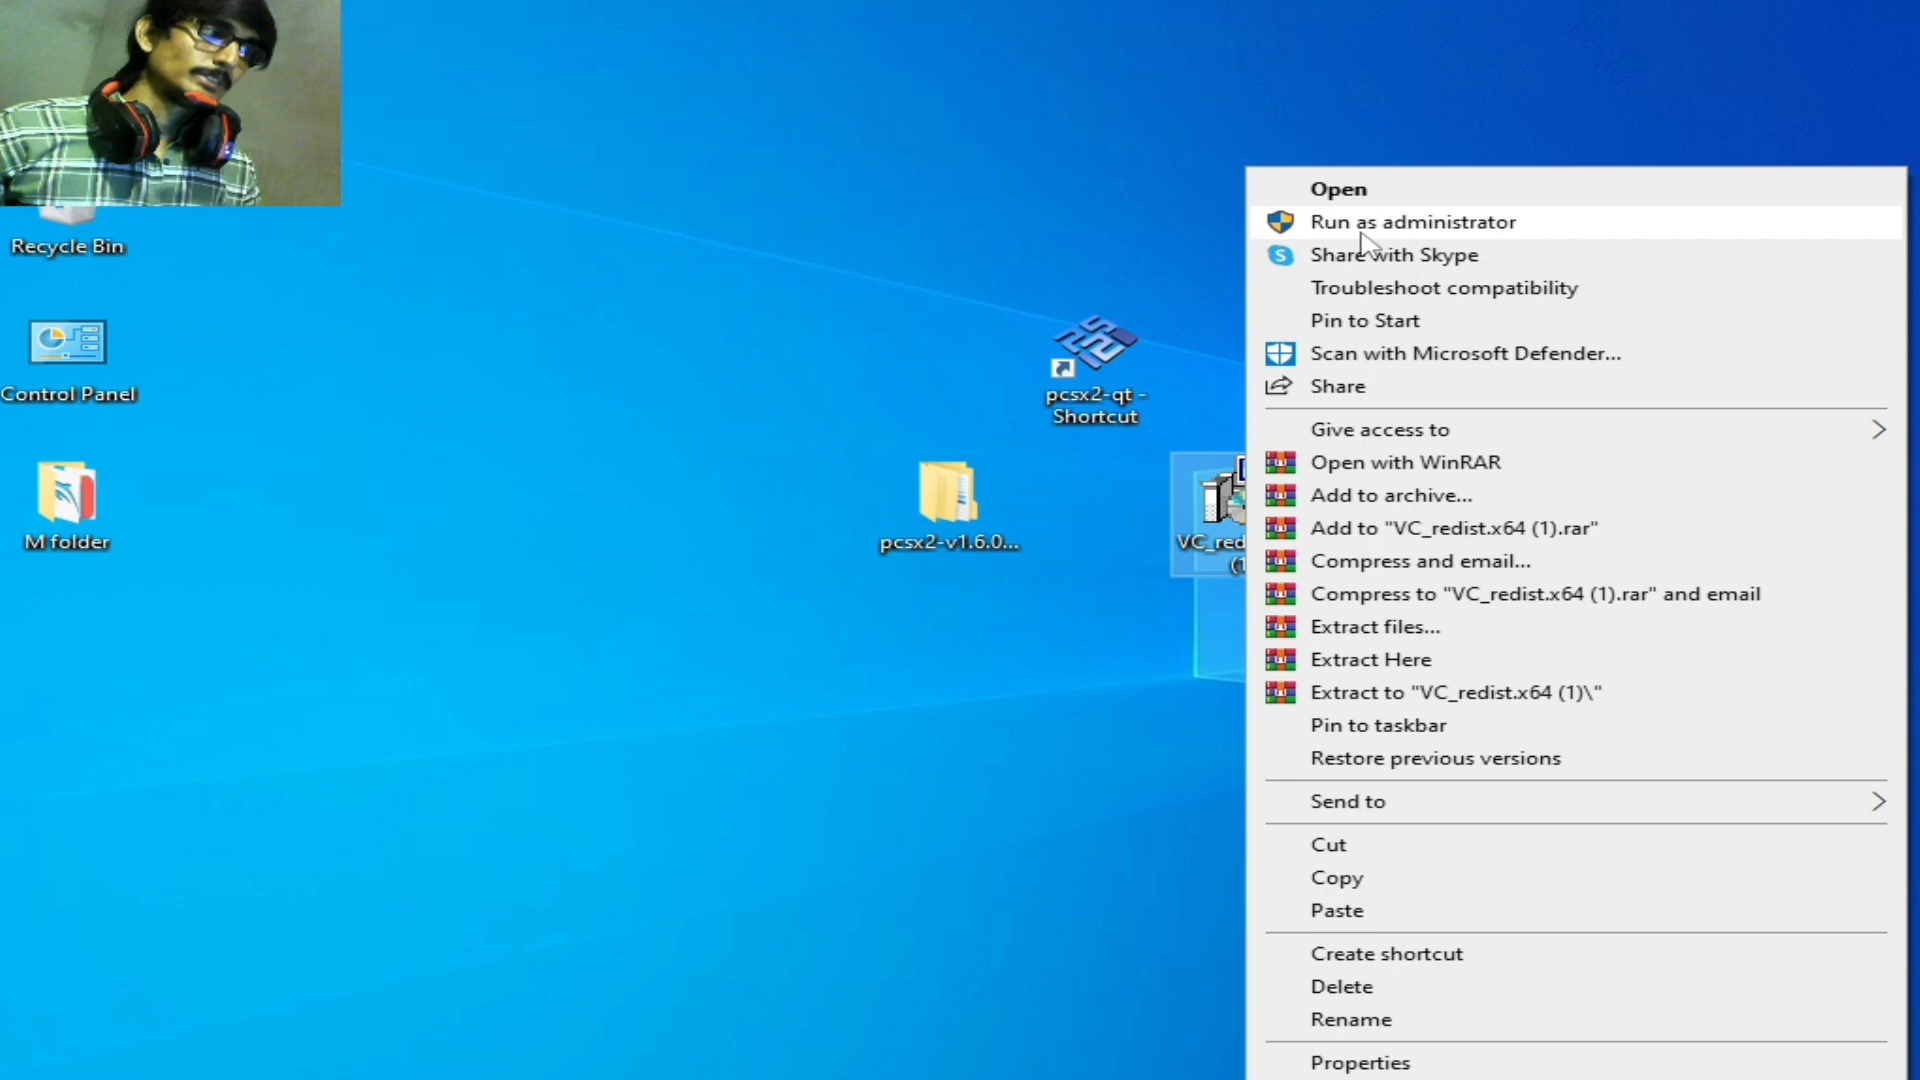 Recycle Bin
Control Panel
M folder
pcsx2-qt -
Shortcut
pcsx2-v1.6.0...
VC_red
(1
Open
Run as administrator
Share with Skype
Troubleshoot compatibility
Pin to Start
Scan with Microsoft Defender...
Share
Give access to
Open with WinRAR
Add to archive...
Add to "VC_redist.x64 (1).rar"
Compress and email...
Compress to "VC_redist.x64 (1).rar" and email
Extract files...
Extract Here
Extract to "VC_redist.x64 (1)\"
Pin to taskbar
Restore previous versions
Send to
Cut
Copy
Paste
Create shortcut
Delete
Rename
Properties